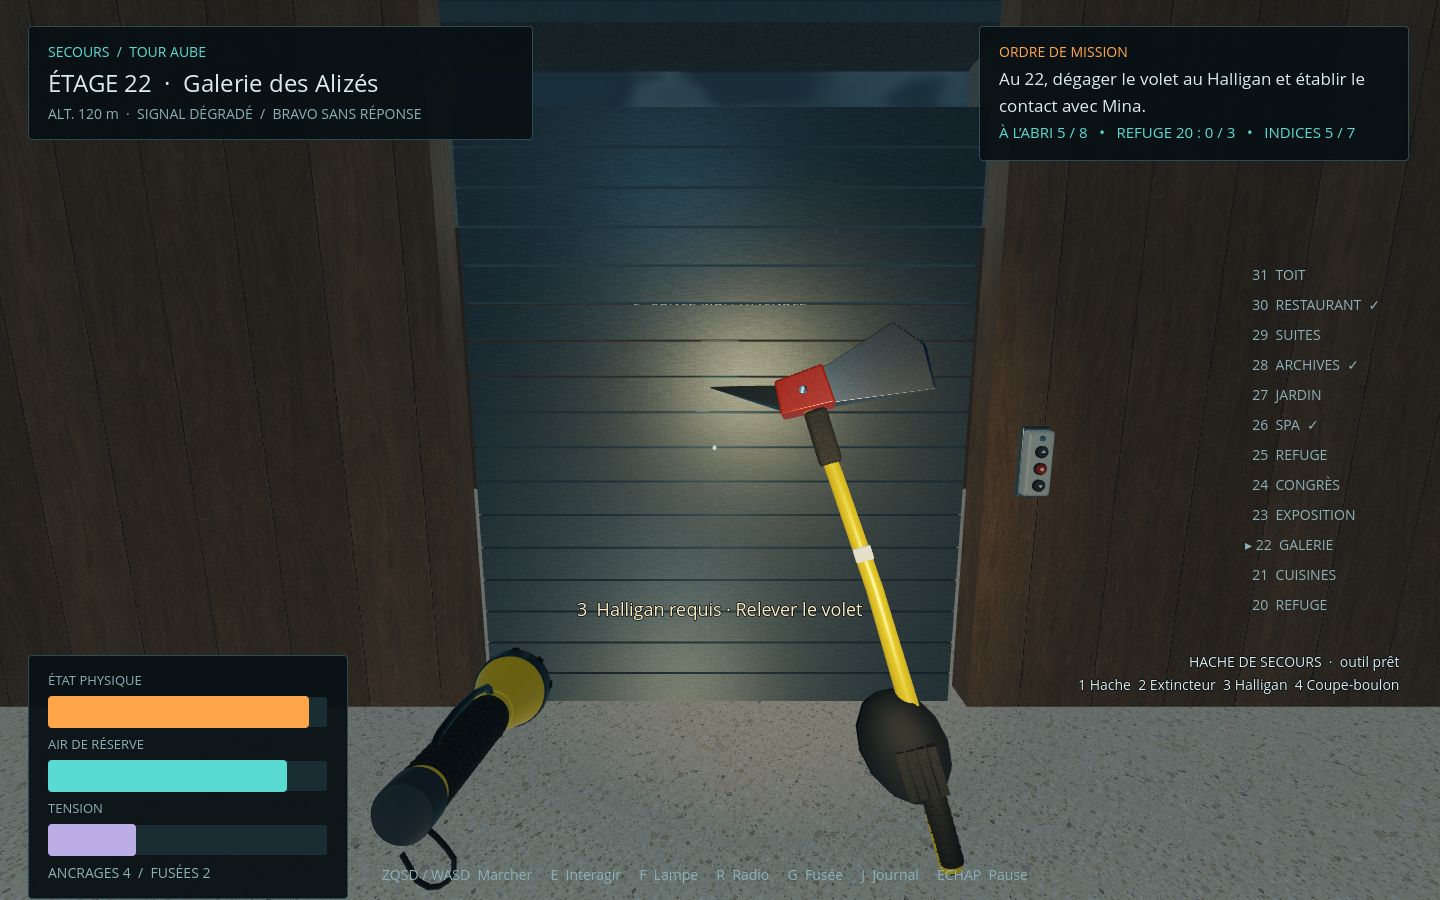 SECOURS / TOUR AUBE
ÉTAGE 22 · Galerie des Alizés
ALT. 120 m · SIGNAL DÉGRADÉ / BRAVO SANS RÉPONSE
ORDRE DE MISSION
Au 22, dégager le volet au Halligan et établir le
contact avec Mina.
À L'ABRI 5 / 8 • REFUGE 20 : 0 / 3 • INDICES 5 / 7
31 TOIT
30 RESTAURANT ✓
29 SUITES
28 ARCHIVES ✓
27 JARDIN
26 SPA ✓
25 REFUGE
24 CONGRÈS
23 EXPOSITION
▸ 22 GALERIE
21 CUISINES
20 REFUGE
3 Halligan requis · Relever le volet
HACHE DE SECOURS · outil prêt
1 Hache 2 Extincteur 3 Halligan 4 Coupe-boulon
ÉTAT PHYSIQUE
AIR DE RÉSERVE
TENSION
ANCRAGES 4 / FUSÉES 2
ZQSD / WASD Marcher E Interagir F Lampe R Radio G Fusée J Journal ECHAP Pause